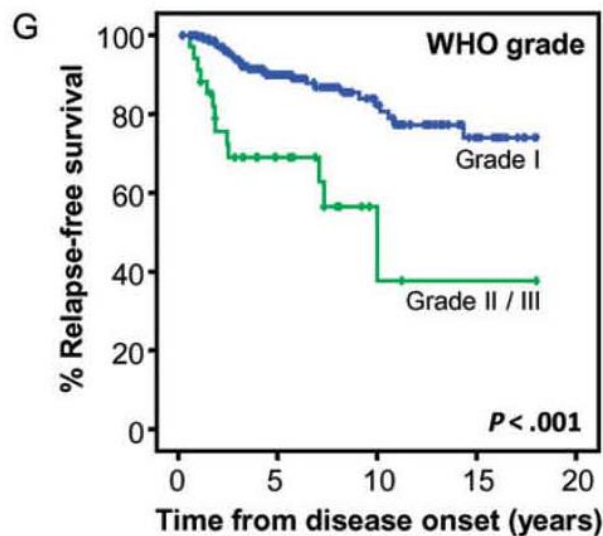 G
% Relapse-free survival
100
80
60
40
20
0
WHO grade
Grade I
Grade II / III
P < .001
0 5 10 15 20
Time from disease onset (years)